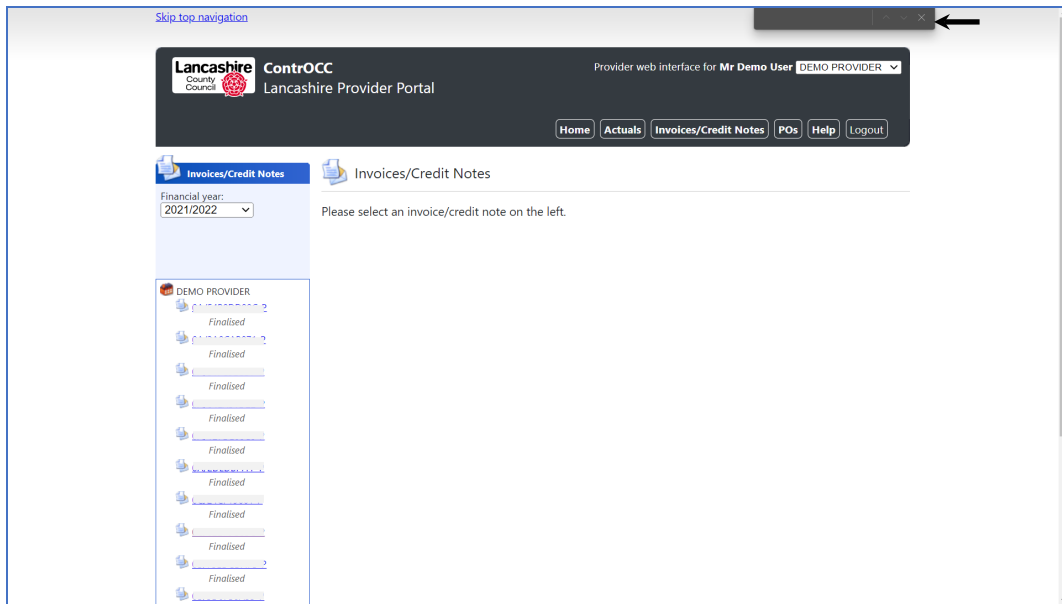 Skip top navigation
Lancashire
County
Council
ContrOCC
Lancashire Provider Portal
Provider web interface for Mr Demo User DEMO PROVIDER
Home Actuals Invoices/Credit Notes POs Help Logout
Invoices/Credit Notes
Financial year:
2021/2022
Invoices/Credit Notes
Please select an invoice/credit note on the left.
DEMO PROVIDER
Finalised
Finalised
Finalised
Finalised
Finalised
Finalised
Finalised
Finalised
Finalised